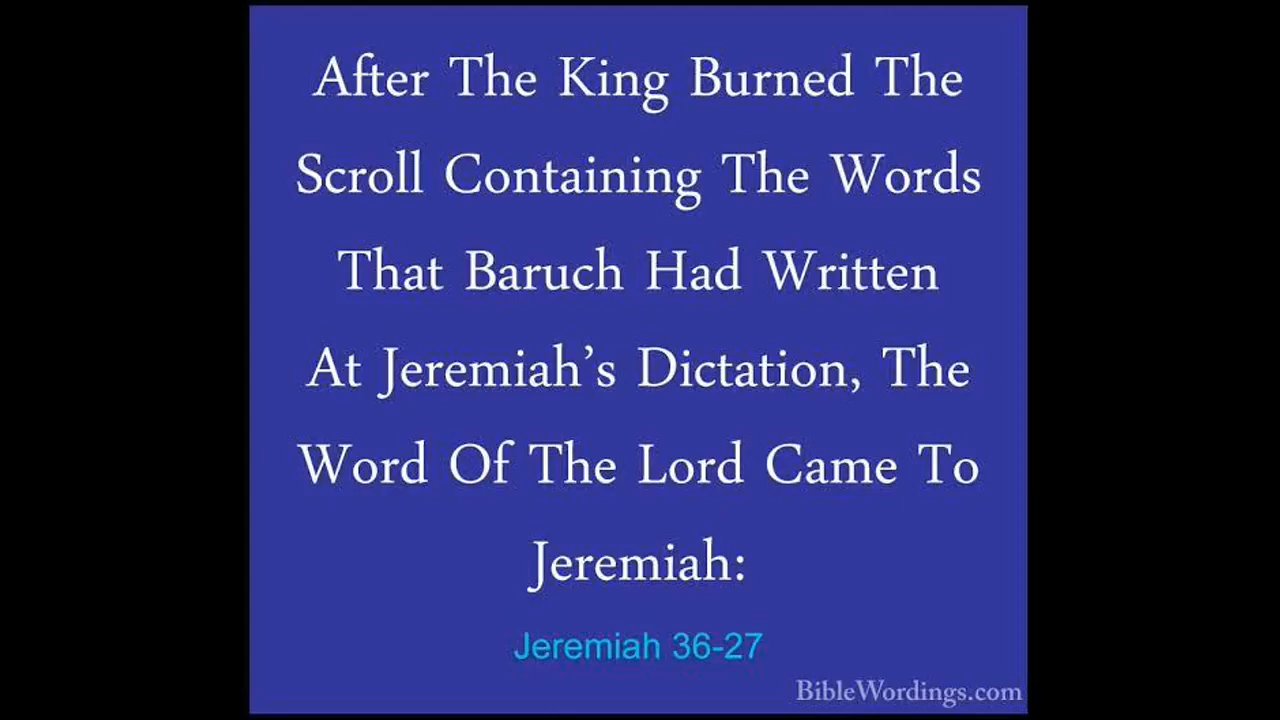 After The King Burned The
Scroll Containing The Words
That Baruch Had Written
At Jeremiah’s Dictation, The
Word Of The Lord Came To
Jeremiah:
Jeremiah 36-27
BibleWordings.com